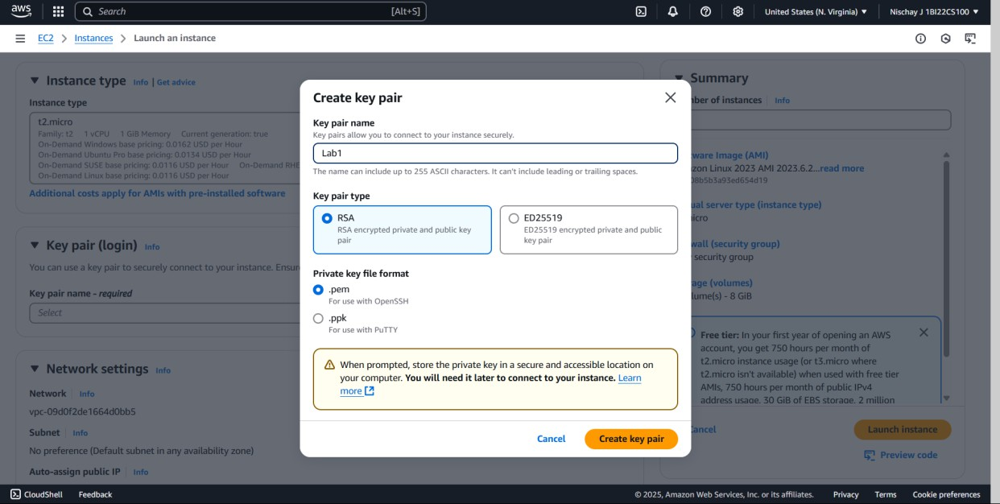 aws
Search
[Alt+S]
United States (N. Virginia)
Nischay J 1BI22CS100
EC2
Instances
Launch an instance
Instance type Info | Get advice
Instance type
t2.micro
Family: t2 1 vCPU 1 GiB Memory Current generation: true
On-Demand Windows base pricing: 0.0162 USD per Hour
On-Demand Ubuntu Pro base pricing: 0.0134 USD per Hour
On-Demand SUSE base pricing: 0.0116 USD per Hour On-Demand RHE
On-Demand Linux base pricing: 0.0116 USD per Hour
Additional costs apply for AMIs with pre-installed software
Key pair (login) Info
You can use a key pair to securely connect to your instance. Ensur
Key pair name - required
Select
Network settings Info
Network Info
vpc-09d0f2de1664d0bb5
Subnet Info
No preference (Default subnet in any availability zone)
Auto-assign public IP Info
Create key pair
Key pair name
Key pairs allow you to connect to your instance securely.
Lab1
The name can include up to 255 ASCII characters. It can't include leading or trailing spaces.
Key pair type
RSA
RSA encrypted private and public key
pair
ED25519
ED25519 encrypted private and public
key pair
Private key file format
.pem
For use with OpenSSH
.ppk
For use with PuTTY
When prompted, store the private key in a secure and accessible location on
your computer. You will need it later to connect to your instance. Learn
more
Cancel
Create key pair
Summary
ber of instances Info
ware Image (AMI)
zon Linux 2023 AMI 2023.6.2...read more
08b5b3a93ed654d19
ual server type (instance type)
icro
wall (security group)
security group
age (volumes)
lume(s) - 8 GiB
Free tier: In your first year of opening an AWS
account, you get 750 hours per month of
t2.micro instance usage (or t3.micro where
t2.micro isn't available) when used with free tier
AMIs, 750 hours per month of public IPv4
address usage, 30 GiB of EBS storage, 2 million
ancel
Launch instance
Preview code
CloudShell
Feedback
© 2025, Amazon Web Services, Inc. or its affiliates.
Privacy
Terms
Cookie preferences